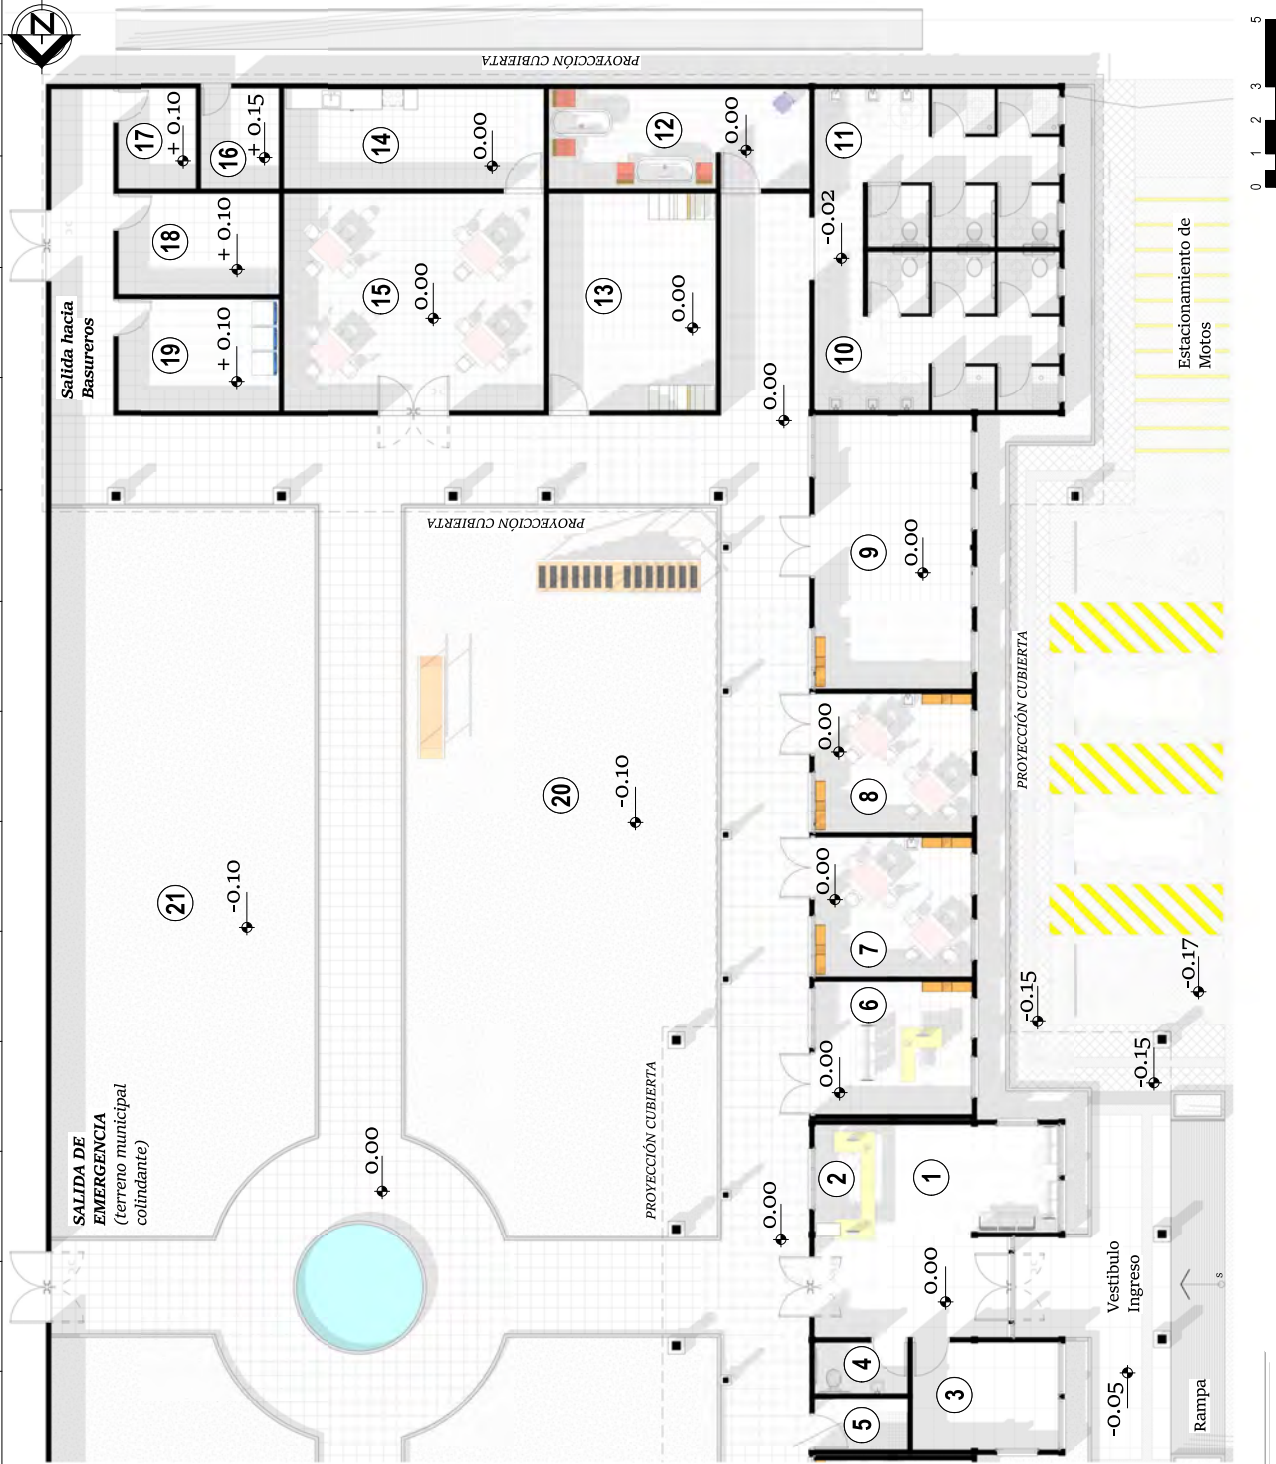 N
5
3
2
1
0
PROYECCIÓN CUBIERTA
17
+ 0.10
16
+ 0.15
14
0.00
12
0.00
11
-0.02
18
+ 0.10
15
0.00
13
0.00
10
19
+ 0.10
Salida hacia
Basureros
0.00
Estacionamiento de
Motos
PROYECCIÓN CUBIERTA
9
0.00
PROYECCIÓN CUBIERTA
8
0.00
20
-0.10
21
-0.10
7
0.00
6
0.00
-0.15
-0.17
-0.15
SALIDA DE
EMERGENCIA
(terreno municipal
colindante)
0.00
PROYECCIÓN CUBIERTA
0.00
2
1
0.00
Vestibulo
Ingreso
s
4
3
5
-0.05
Rampa